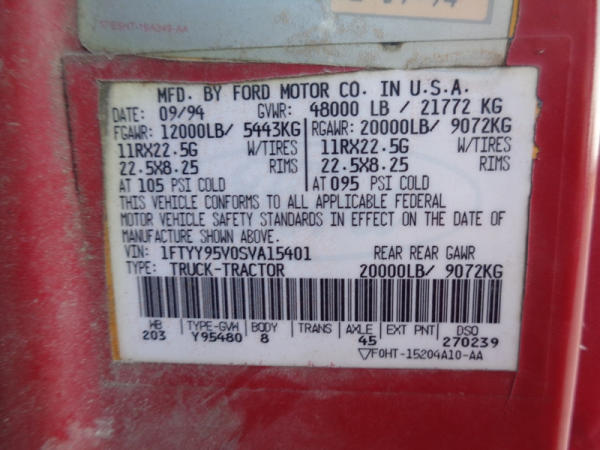 MFD. BY FORD MOTOR CO. IN U.S.A.
DATE: 09/94 GVWR: 48000 LB / 21772 KG
FGAWR: 12000LB/ 5443KG RGAWR: 20000LB/ 9072KG
11RX22.5G W/TIRES 11RX22.5G W/TIRES
22.5X8.25 RIMS 22.5X8.25 RIMS
AT 105 PSI COLD AT 095 PSI COLD
THIS VEHICLE CONFORMS TO ALL APPLICABLE FEDERAL
MOTOR VEHICLE SAFETY STANDARDS IN EFFECT ON THE DATE OF
MANUFACTURE SHOWN ABOVE.
VIN: 1FTYY95V0SVA15401 REAR REAR GAWR
TYPE: TRUCK-TRACTOR 20000LB/ 9072KG
WB TYPE-GVW BODY TRANS AXLE EXT PNT DSO
203 Y95480 8 45 270239
F0HT-15204A10-AA